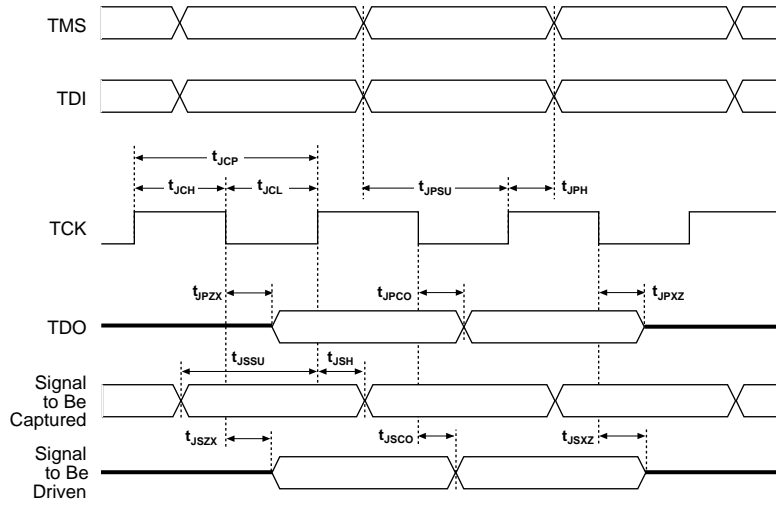 TMS
TDI
tJCP
tJCH
tJCL
tJPSU
tJPH
TCK
tJPZX
tJPCO
tJPXZ
TDO
tJSSU
tJSH
Signal
to Be
Captured
tJSZX
tJSCO
tJSXZ
Signal
to Be
Driven